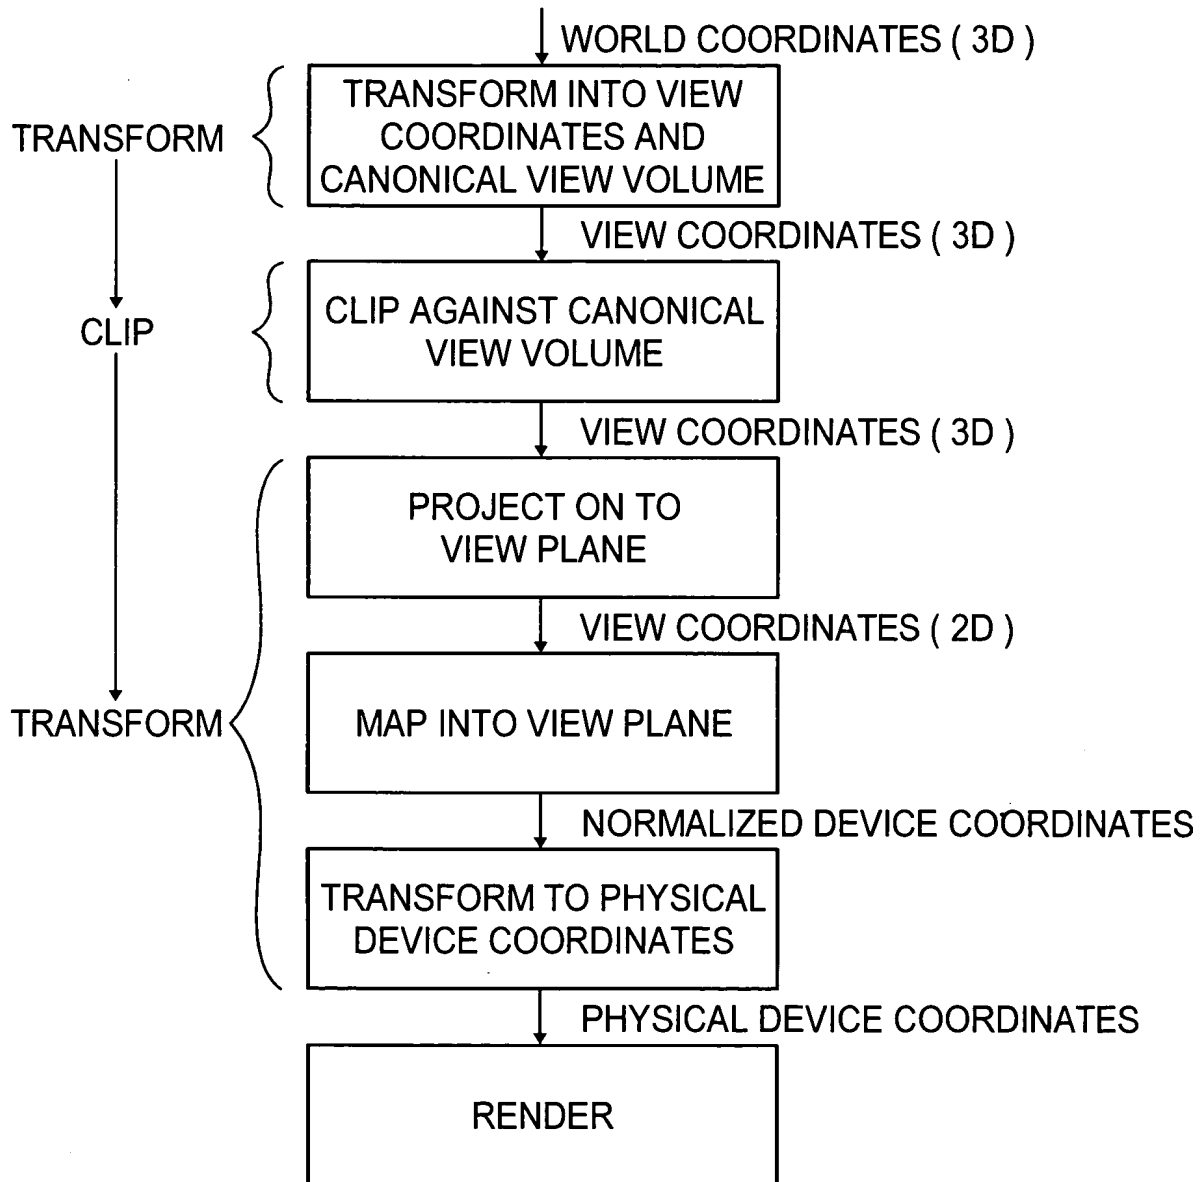 WORLD COORDINATES ( 3D )
TRANSFORM INTO VIEW
COORDINATES AND
CANONICAL VIEW VOLUME
TRANSFORM
VIEW COORDINATES ( 3D )
CLIP AGAINST CANONICAL
VIEW VOLUME
CLIP
VIEW COORDINATES ( 3D )
PROJECT ON TO
VIEW PLANE
VIEW COORDINATES ( 2D )
MAP INTO VIEW PLANE
TRANSFORM
NORMALIZED DEVICE COORDINATES
TRANSFORM TO PHYSICAL
DEVICE COORDINATES
PHYSICAL DEVICE COORDINATES
RENDER